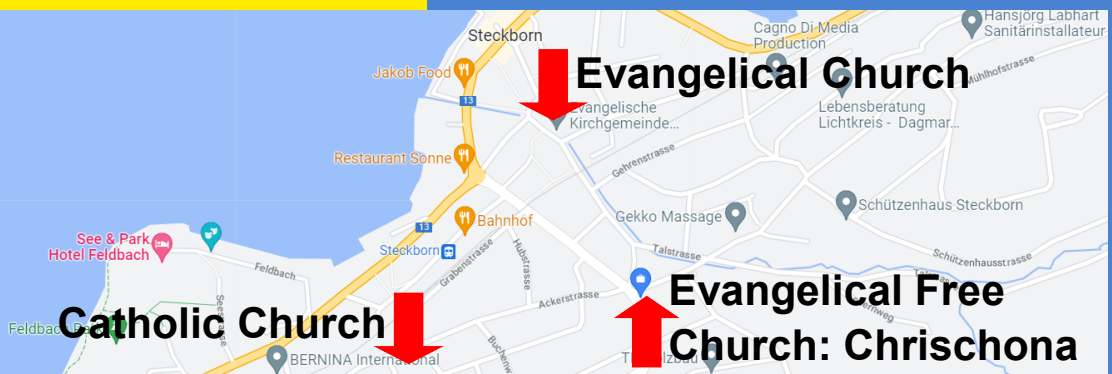 Hansjörg Labhart
Sanitärinstallateur
Cagno Di Media
Production
Steckborn
Jakob Food
Evangelical Church
Mühlhofstrasse
13
Evangelische
Kirchgemeinde...
Lebensberatung
Lichtkreis - Dagmar...
Restaurant Sonne
Gehrenstrasse
Schützenhaus Steckborn
Gekko Massage
Bahnhof
13
See & Park
Hotel Feldbach
Steckborn
Talstrasse
Schützenhausstrasse
Feldbach
Grabenstrasse
Hubstrasse
Ackerstrasse
Evangelical Free
Church: Chrischona
Seestrasse
Catholic Church
Feldbach
BERNINA International